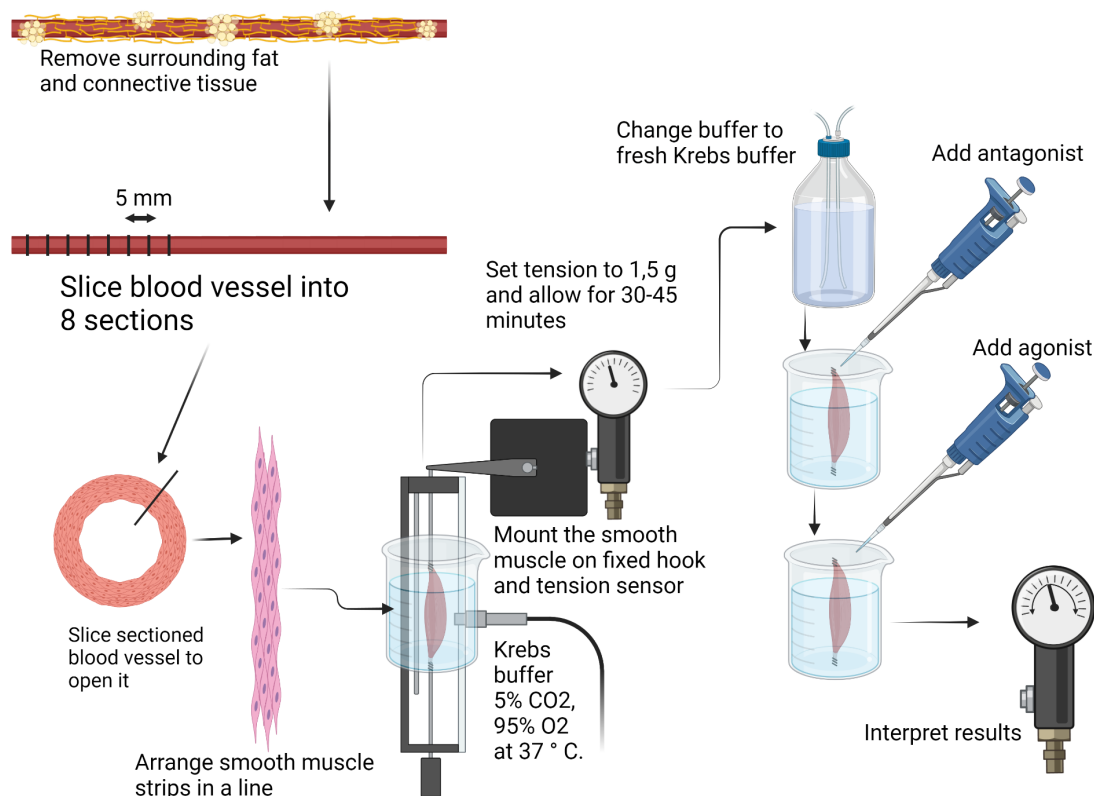 Remove surrounding fat
and connective tissue
5 mm
Slice blood vessel into
8 sections
Slice sectioned
blood vessel to
open it
Arrange smooth muscle
strips in a line
Krebs
buffer
5% CO2,
95% O2
at 37 ° C.
Mount the smooth
muscle on fixed hook
and tension sensor
Set tension to 1,5 g
and allow for 30-45
minutes
Change buffer to
fresh Krebs buffer
Add antagonist
Add agonist
Interpret results